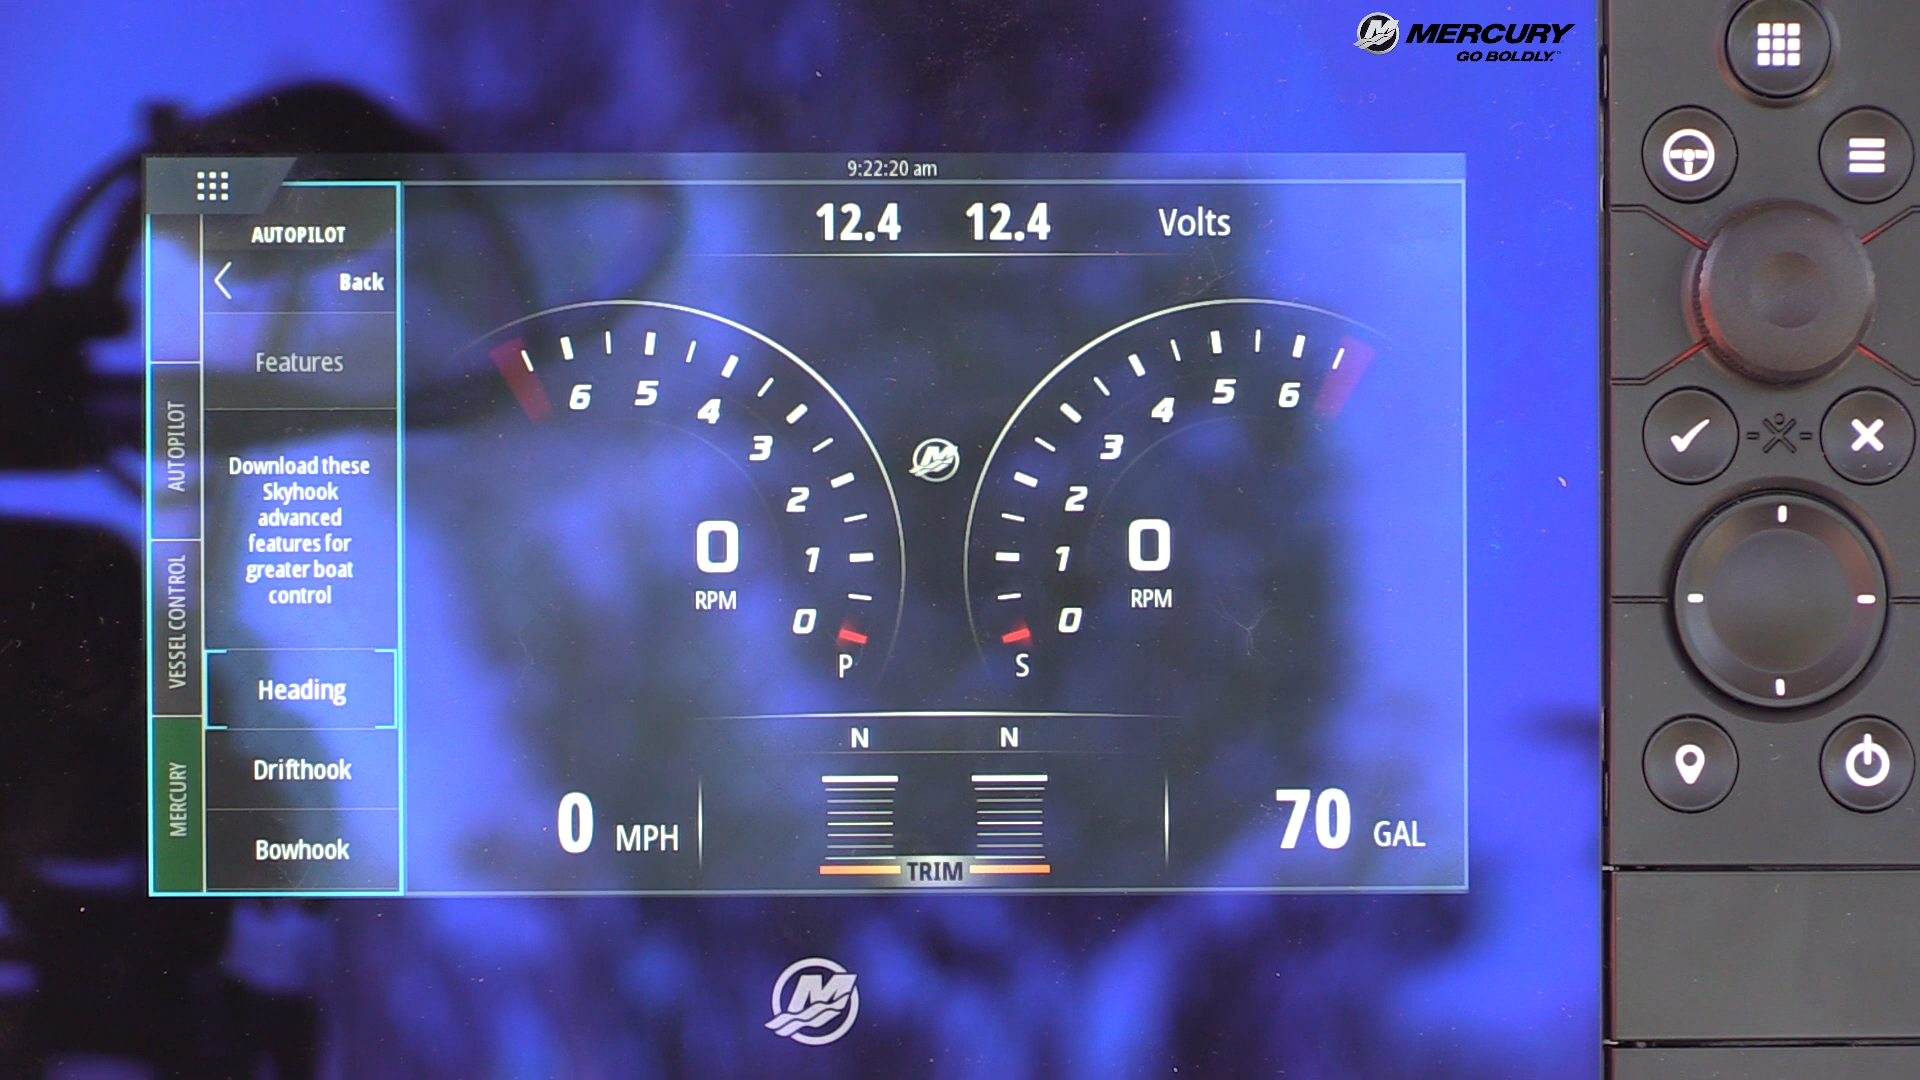 MERCURY
GO BOLDLY.™
9:22:20 am
AUTOPILOT
Back
Features
Download these
Skyhook
advanced
features for
greater boat
control
Heading
Drifthook
Bowhook
AUTOPILOT
VESSEL CONTROL
MERCURY
12.4 12.4 Volts
6 5 4 3 2 1 0
0
RPM
P
0 1 2 3 4 5 6
0
RPM
S
N N
0 MPH
TRIM
70 GAL